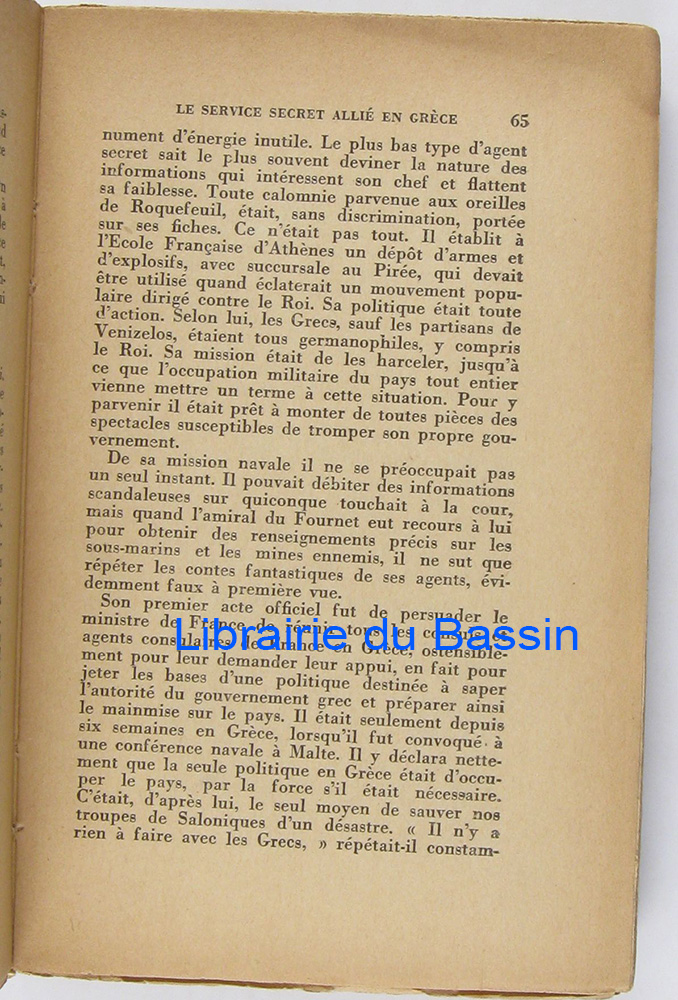 LE SERVICE SECRET ALLIÉ EN GRÈCE 65
nument d'énergie inutile. Le plus bas type d'agent
secret sait le plus souvent deviner la nature des
informations qui intéressent son chef et flattent
sa faiblesse. Toute calomnie parvenue aux oreilles
de Roquefeuil, était, sans discrimination, portée
sur ses fiches. Ce n'était pas tout. Il établit à
l'Ecole Française d'Athènes un dépôt d'armes et
d'explosifs, avec succursale au Pirée, qui devait
être utilisé quand éclaterait un mouvement popu-
laire dirigé contre le Roi. Sa politique était toute
d'action. Selon lui, les Grecs, sauf les partisans de
Venizelos, étaient tous germanophiles, y compris
le Roi. Sa mission était de les harceler, jusqu'à
ce que l'occupation militaire du pays tout entier
vienne mettre un terme à cette situation. Pour y
parvenir il était prêt à monter de toutes pièces des
spectacles susceptibles de tromper son propre gou-
vernement.
De sa mission navale il ne se préoccupait pas
un seul instant. Il pouvait débiter des informations
scandaleuses sur quiconque touchait à la cour,
mais quand l'amiral du Fournet eut recours à lui
pour obtenir des renseignements précis sur les
sous-marins et les mines ennemis, il ne sut que
répéter les contes fantastiques de ses agents, évi-
demment faux à première vue.
Son premier acte officiel fut de persuader le
ministre de France de réunir tous les consuls
agents consulaires de France en Grèce, ostensible-
ment pour leur demander leur appui, en fait pour
jeter les bases d'une politique destinée à saper
l'autorité du gouvernement grec et préparer ainsi
le mainmise sur le pays. Il était seulement depuis
six semaines en Grèce, lorsqu'il fut convoqué à
une conférence navale à Malte. Il y déclara nette-
ment que la seule politique en Grèce était d'occu-
per le pays, par la force s'il était nécessaire.
C'était, d'après lui, le seul moyen de sauver nos
troupes de Saloniques d'un désastre. « Il n'y a
rien à faire avec les Grecs, » répétait-il constam-
Librairie du Bassin